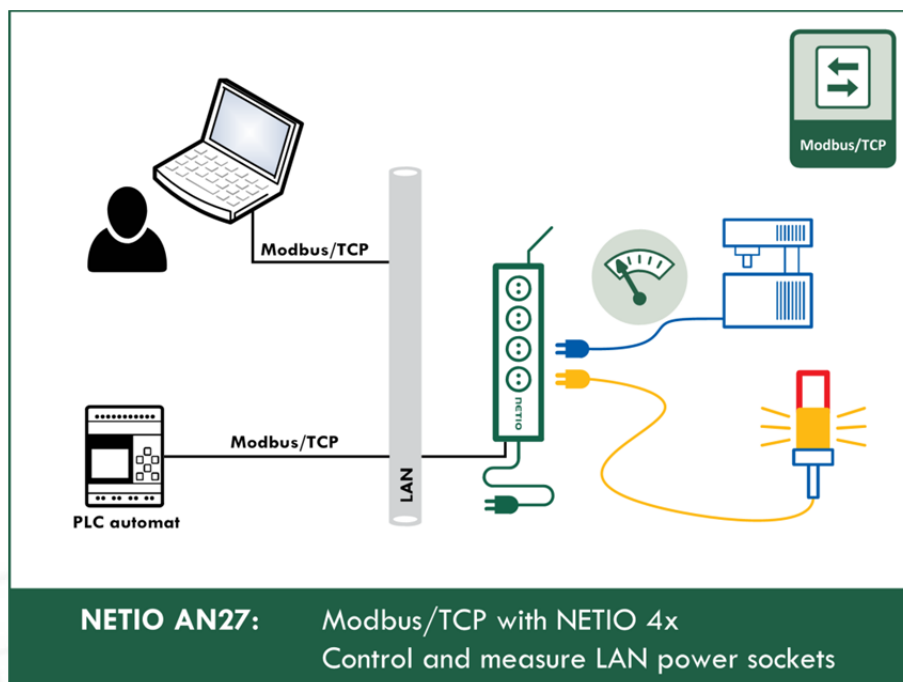 Modbus/TCP
Modbus/TCP
NETIO
Modbus/TCP
LAN
PLC automat
NETIO AN27: Modbus/TCP with NETIO 4x
Control and measure LAN power sockets